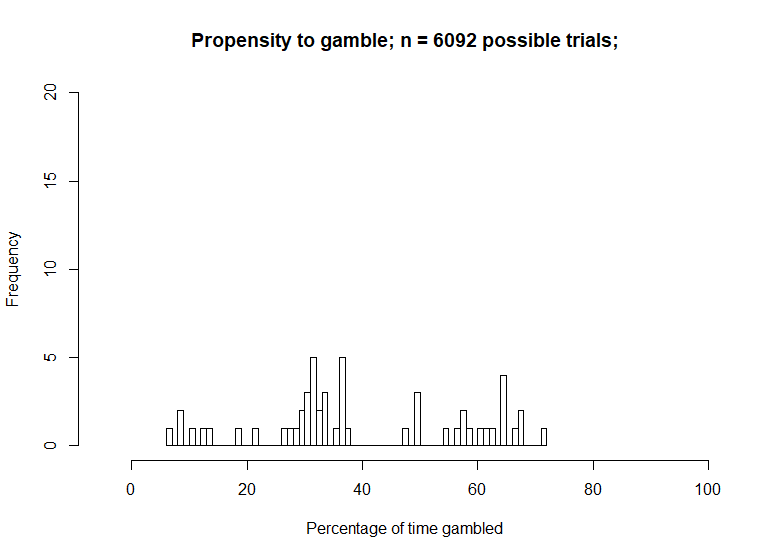 Propensity to gamble; n = 6092 possible trials;
20
15
10
5
0
Frequency
0 20 40 60 80 100
Percentage of time gambled